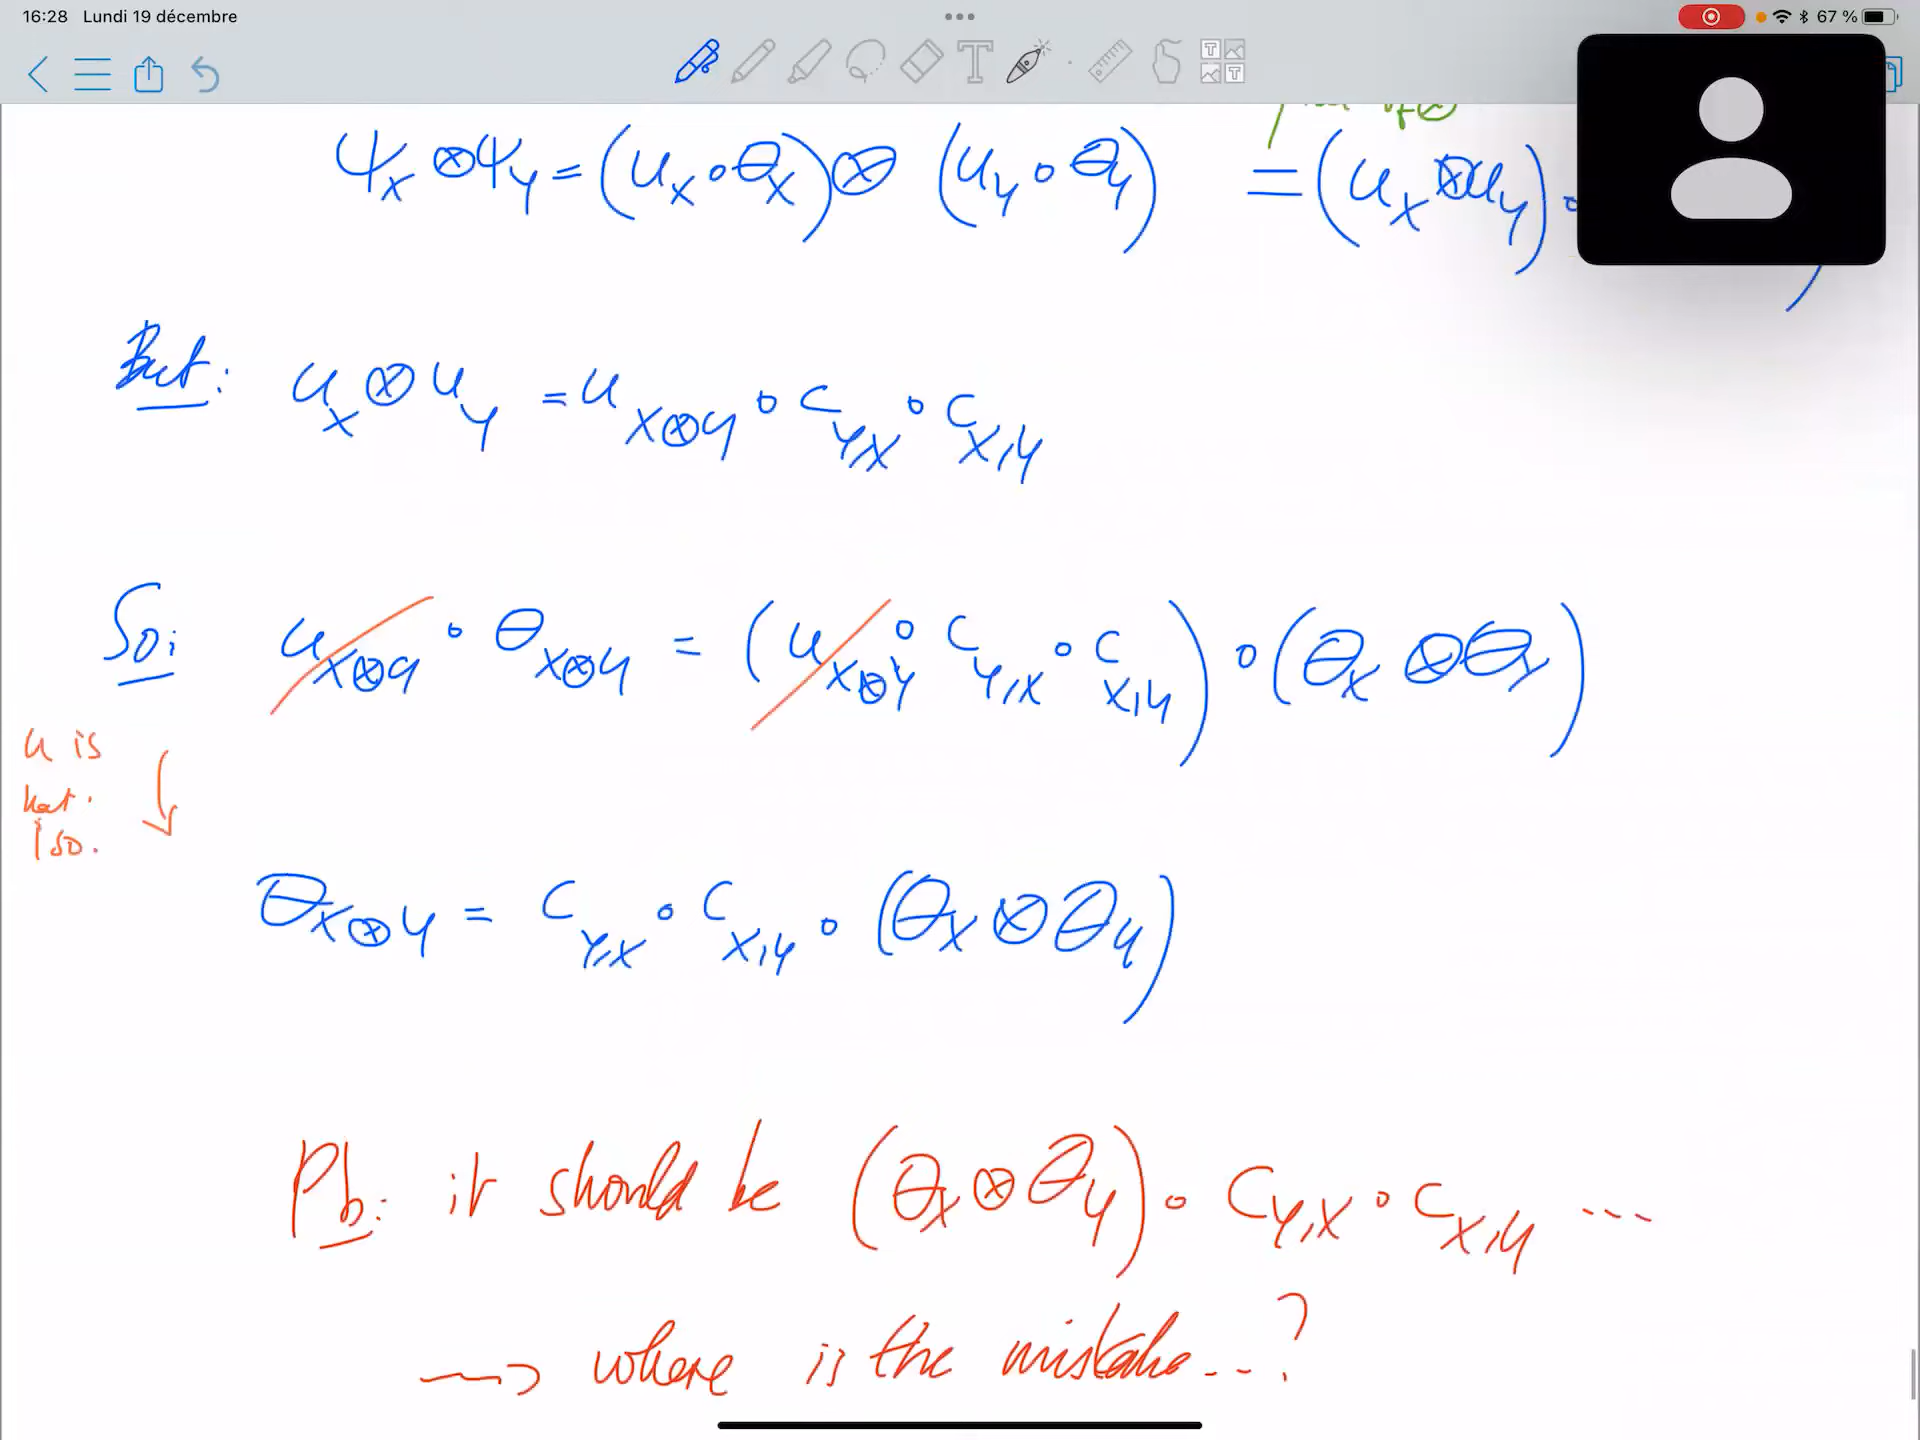 16:28 Lundi 19 décembre 67 %
ψ_X ⊗ ψ_Y = (u_X ∘ θ_X) ⊗ (u_Y ∘ θ_Y) = (u_X ⊗ u_Y) ∘
But: u_X ⊗ u_Y = u_{X⊗Y} ∘ c_{Y,X} ∘ c_{X,Y}
So: u_{X⊗Y} ∘ θ_{X⊗Y} = (u_{X⊗Y} ∘ c_{Y,X} ∘ c_{X,Y}) ∘ (θ_X ⊗ θ_Y)
u is
nat.
iso.
θ_{X⊗Y} = c_{Y,X} ∘ c_{X,Y} ∘ (θ_X ⊗ θ_Y)
Pb: it should be (θ_X ⊗ θ_Y) ∘ c_{Y,X} ∘ c_{X,Y} ...
⟿ where is the mistake...?